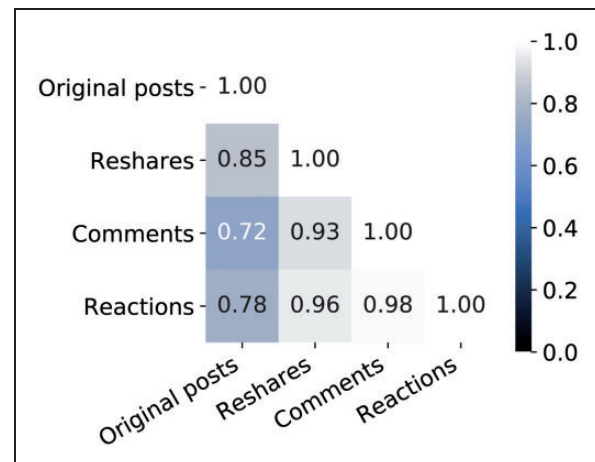 1.0
Original posts 1.00
0.8
Reshares 0.85 1.00
0.6
Comments 0.72 0.93 1.00
0.4
Reactions 0.78 0.96 0.98 1.00
0.2
0.0
Original posts
Reshares
Comments
Reactions